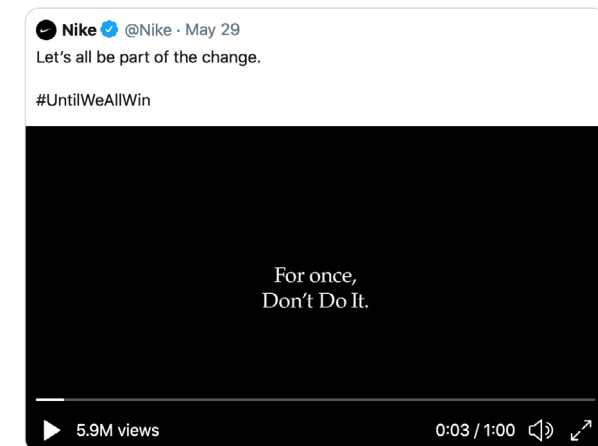 Nike @Nike · May 29
Let's all be part of the change.
#UntilWeAllWin
For once,
Don't Do It.
5.9M views
0:03 / 1:00